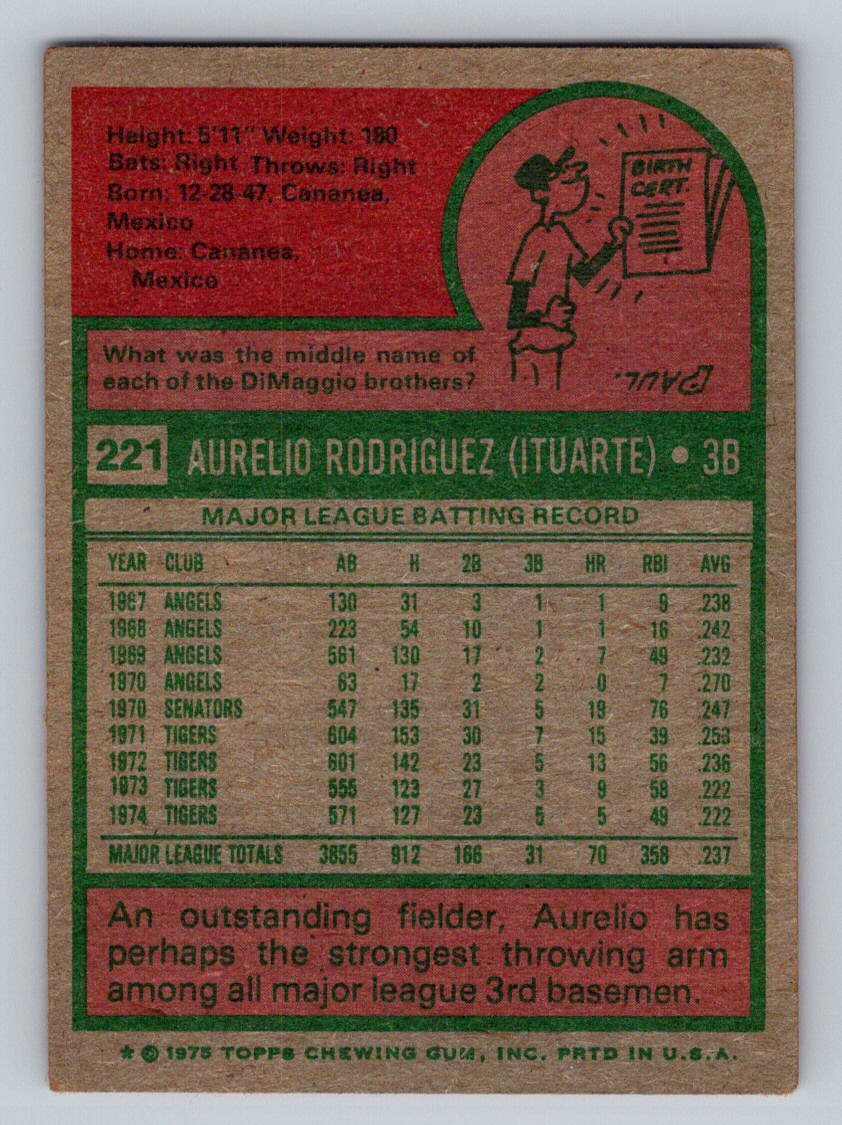 Height: 5'11" Weight: 180
Bats: Right Throws: Right
Born: 12-28-47, Cananea,
Mexico
Home: Cananea,
Mexico
BIRTH
CERT.
What was the middle name of
each of the DiMaggio brothers?
PAUL.
221 AURELIO RODRIGUEZ (ITUARTE) • 3B
MAJOR LEAGUE BATTING RECORD
YEAR CLUB AB H 2B 3B HR RBI AVG
1967 ANGELS 130 31 3 1 1 9 .238
1968 ANGELS 223 54 10 1 1 16 .242
1969 ANGELS 561 130 17 2 7 49 .232
1970 ANGELS 63 17 2 2 0 7 .270
1970 SENATORS 547 135 31 5 19 76 .247
1971 TIGERS 604 153 30 7 15 39 .253
1972 TIGERS 601 142 23 5 13 56 .236
1973 TIGERS 555 123 27 3 9 58 .222
1974 TIGERS 571 127 23 5 5 49 .222
MAJOR LEAGUE TOTALS 3855 912 166 31 70 358 .237
An outstanding fielder, Aurelio has
perhaps the strongest throwing arm
among all major league 3rd basemen.
* © 1975 TOPPS CHEWING GUM, INC. PRTD IN U.S.A.